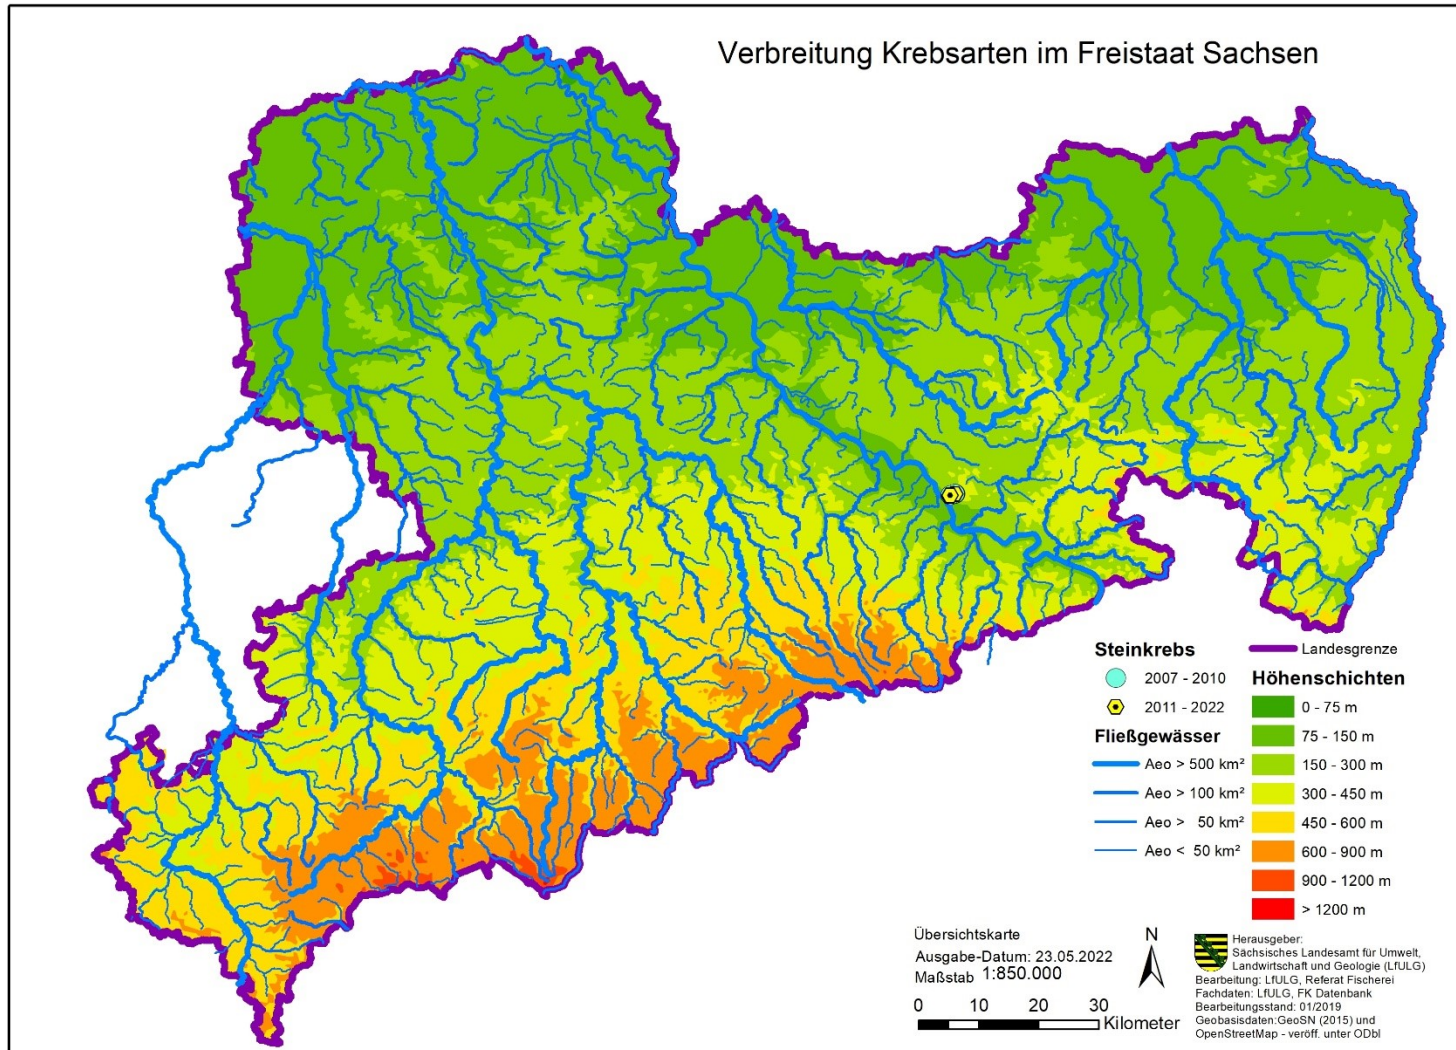 Verbreitung Krebsarten im Freistaat Sachsen
Steinkrebs
2007 - 2010
2011 - 2022
Fließgewässer
Aeo > 500 km²
Aeo > 100 km²
Aeo > 50 km²
Aeo < 50 km²
Landesgrenze
Höhenschichten
0 - 75 m
75 - 150 m
150 - 300 m
300 - 450 m
450 - 600 m
600 - 900 m
900 - 1200 m
> 1200 m
Übersichtskarte
Ausgabe-Datum: 23.05.2022
Maßstab 1:850.000
0 10 20 30
Kilometer
N
Herausgeber:
Sächsisches Landesamt für Umwelt,
Landwirtschaft und Geologie (LfULG)
Bearbeitung: LfULG, Referat Fischerei
Fachdaten: LfULG, FK Datenbank
Bearbeitungsstand: 01/2019
Geobasisdaten:GeoSN (2015) und
OpenStreetMap - veröff. unter ODbl